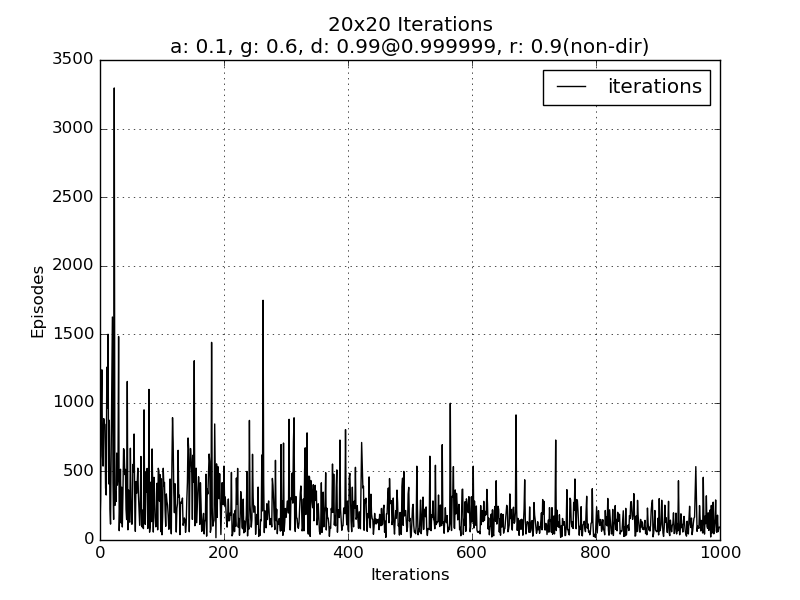 20x20 Iterations
a: 0.1, g: 0.6, d: 0.99@0.999999, r: 0.9(non-dir)
iterations
3500
3000
2500
2000
1500
1000
500
0
Episodes
0 200 400 600 800 1000
Iterations